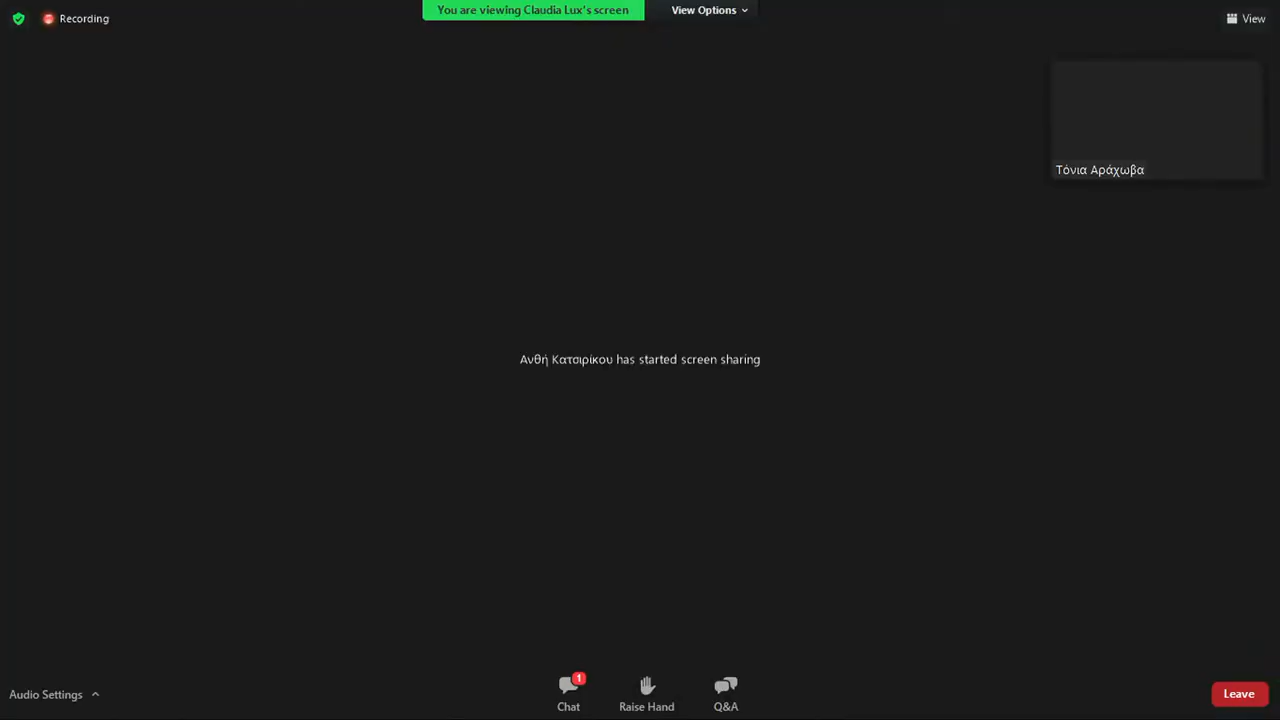 Recording
You are viewing Claudia Lux's screen
View Options
View
Τόνια Αράχωβα
Ανθή Κατσιρίκου has started screen sharing
Audio Settings
1
Chat
Raise Hand
Q&A
Leave